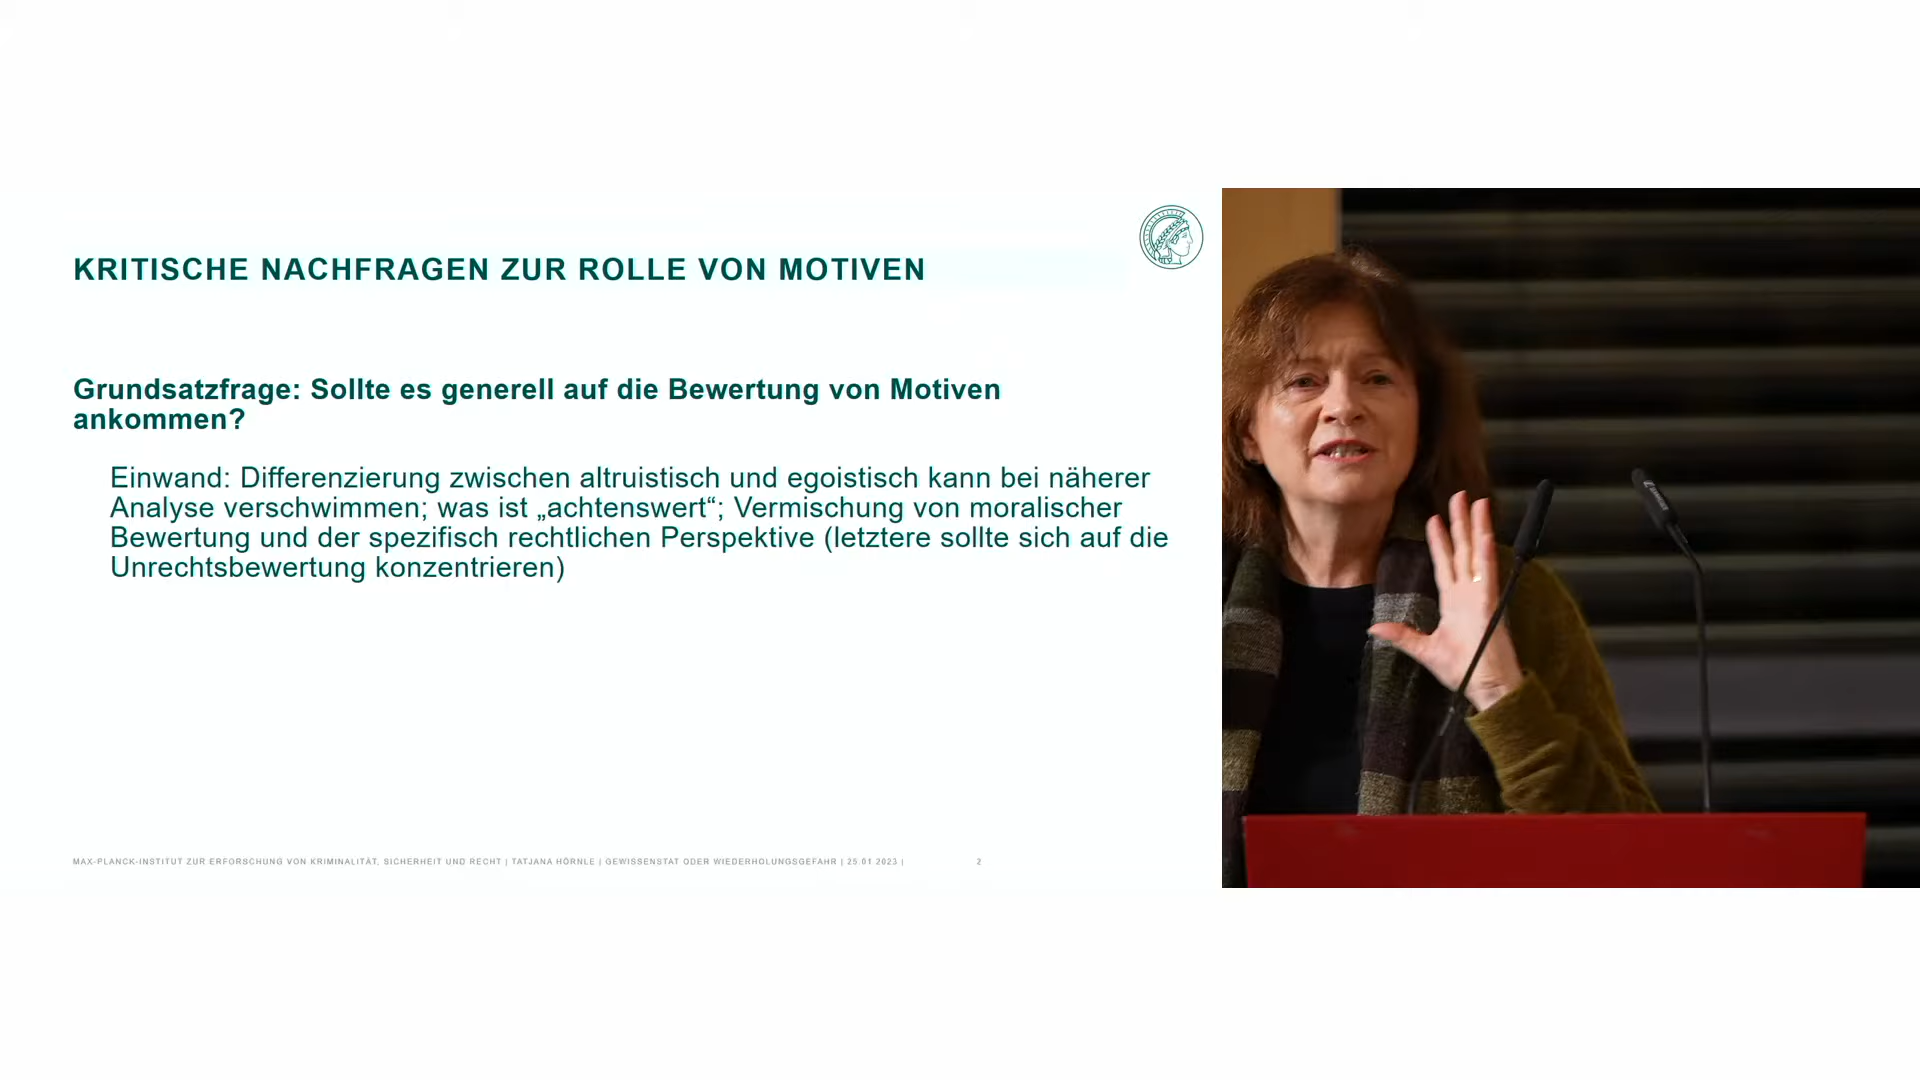 KRITISCHE NACHFRAGEN ZUR ROLLE VON MOTIVEN
Grundsatzfrage: Sollte es generell auf die Bewertung von Motiven
ankommen?
Einwand: Differenzierung zwischen altruistisch und egoistisch kann bei näherer
Analyse verschwimmen; was ist „achtenswert“; Vermischung von moralischer
Bewertung und der spezifisch rechtlichen Perspektive (letztere sollte sich auf die
Unrechtsbewertung konzentrieren)
MAX-PLANCK-INSTITUT ZUR ERFORSCHUNG VON KRIMINALITÄT, SICHERHEIT UND RECHT | TATJANA HÖRNLE | GEWISSENSTAT ODER WIEDERHOLUNGSGEFAHR | 25.01 2023 | 2